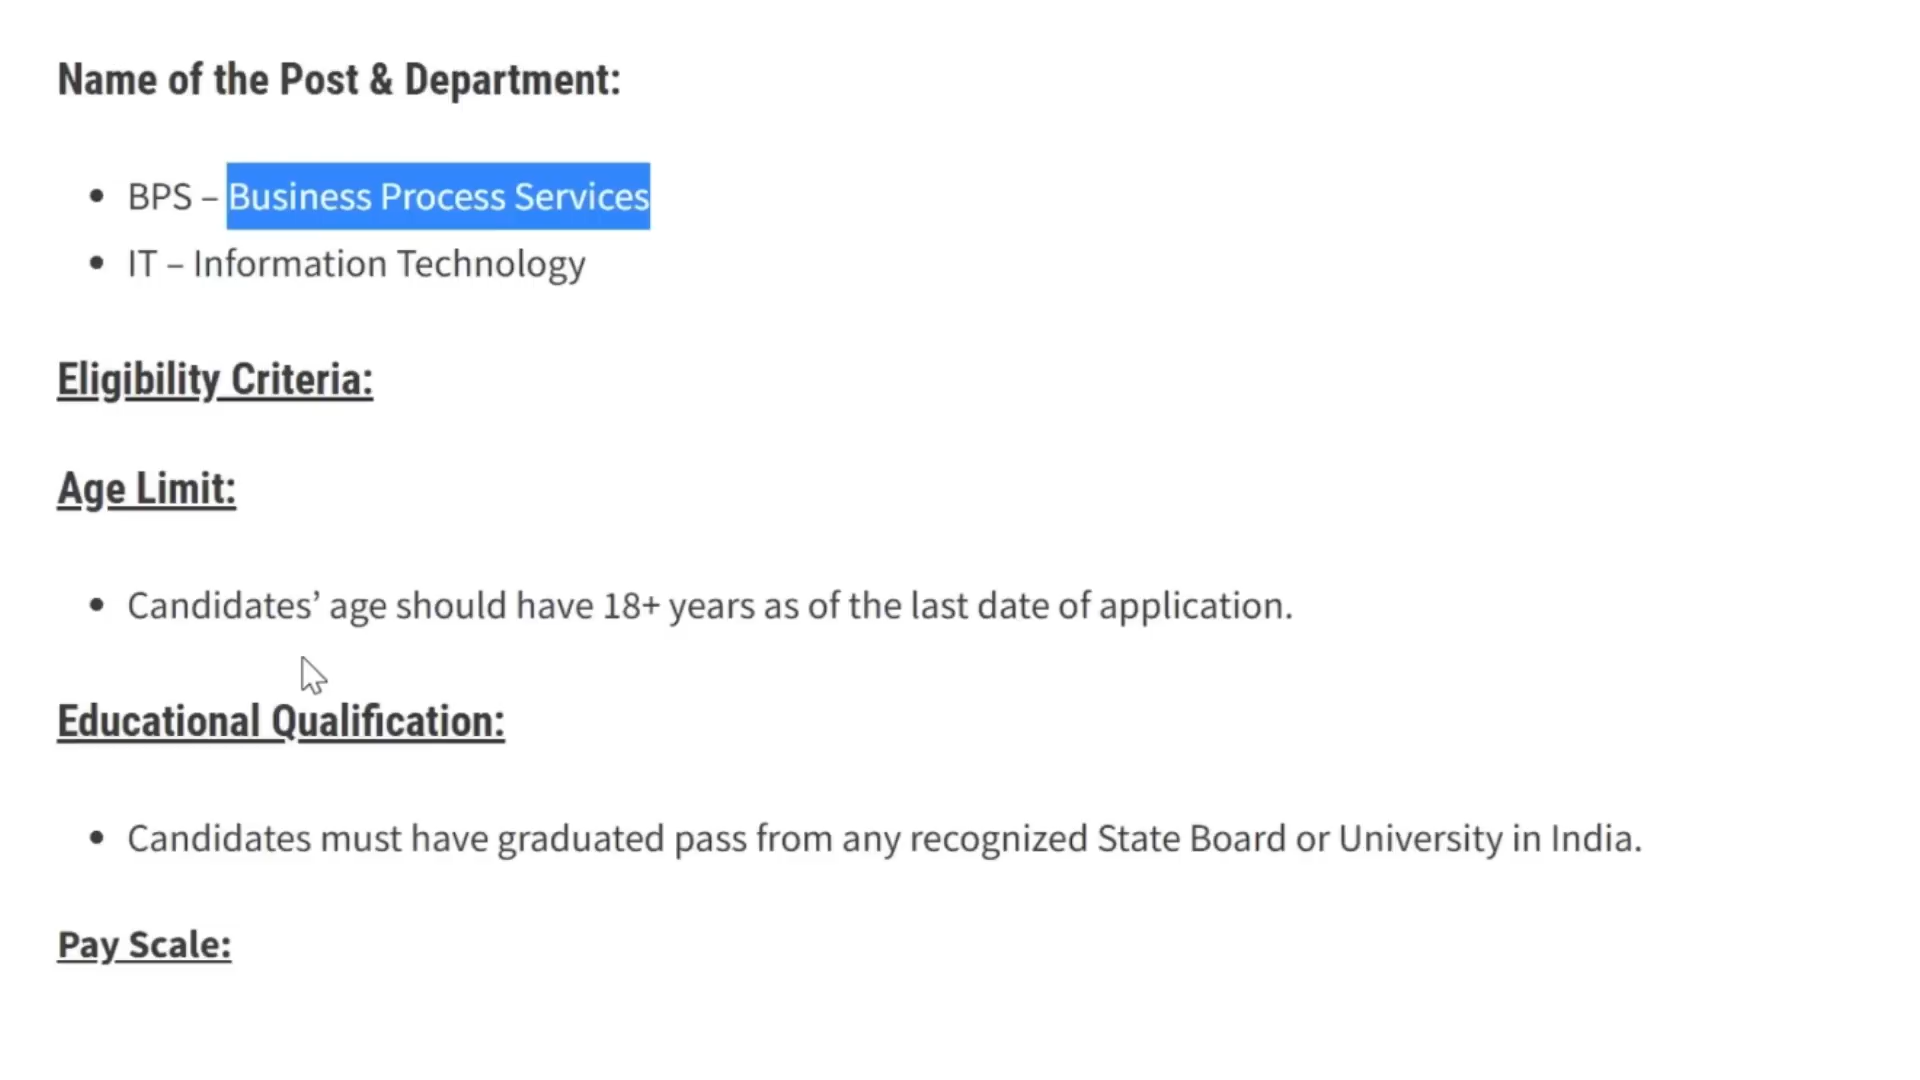 Name of the Post & Department:
• BPS – Business Process Services
• IT – Information Technology
Eligibility Criteria:
Age Limit:
• Candidates’ age should have 18+ years as of the last date of application.
Educational Qualification:
• Candidates must have graduated pass from any recognized State Board or University in India.
Pay Scale: